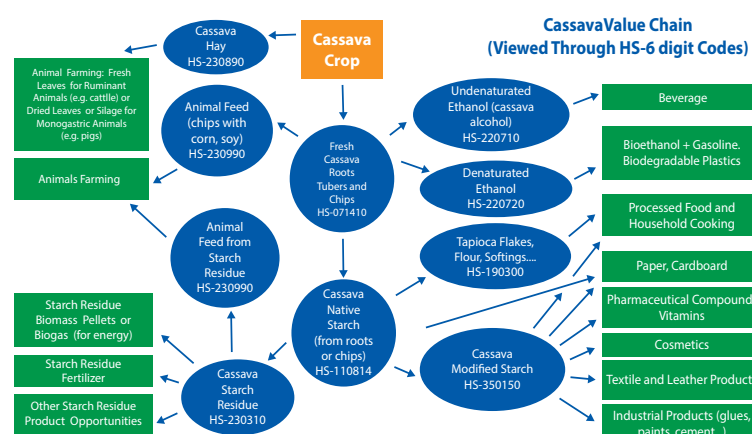 CassavaValue Chain
(Viewed Through HS-6 digit Codes)
Cassava
Crop
Cassava
Hay
HS-230890
Animal Farming: Fresh
Leaves for Ruminant
Animals (e.g. cattlle) or
Dried Leaves or Silage for
Monogastric Animals
(e.g. pigs)
Animal Feed
(chips with
corn, soy)
HS-230990
Animals Farming
Fresh
Cassava
Roots
Tubers and
Chips
HS-071410
Undenaturated
Ethanol (cassava
alcohol)
HS-220710
Beverage
Denaturated
Ethanol
HS-220720
Bioethanol + Gasoline.
Biodegradable Plastics
Animal
Feed from
Starch
Residue
HS-230990
Tapioca Flakes,
Flour, Softings....
HS-190300
Processed Food and
Household Cooking
Paper, Cardboard
Cassava
Native
Starch
(from roots
or chips)
HS-110814
Pharmaceutical Compound
Vitamins
Cosmetics
Cassava
Modified Starch
HS-350150
Textile and Leather Product
Industrial Products (glues,
paints, cement...)
Starch Residue
Biomass Pellets or
Biogas (for energy)
Starch Residue
Fertilizer
Other Starch Residue
Product Opportunities
Cassava
Starch
Residue
HS-230310